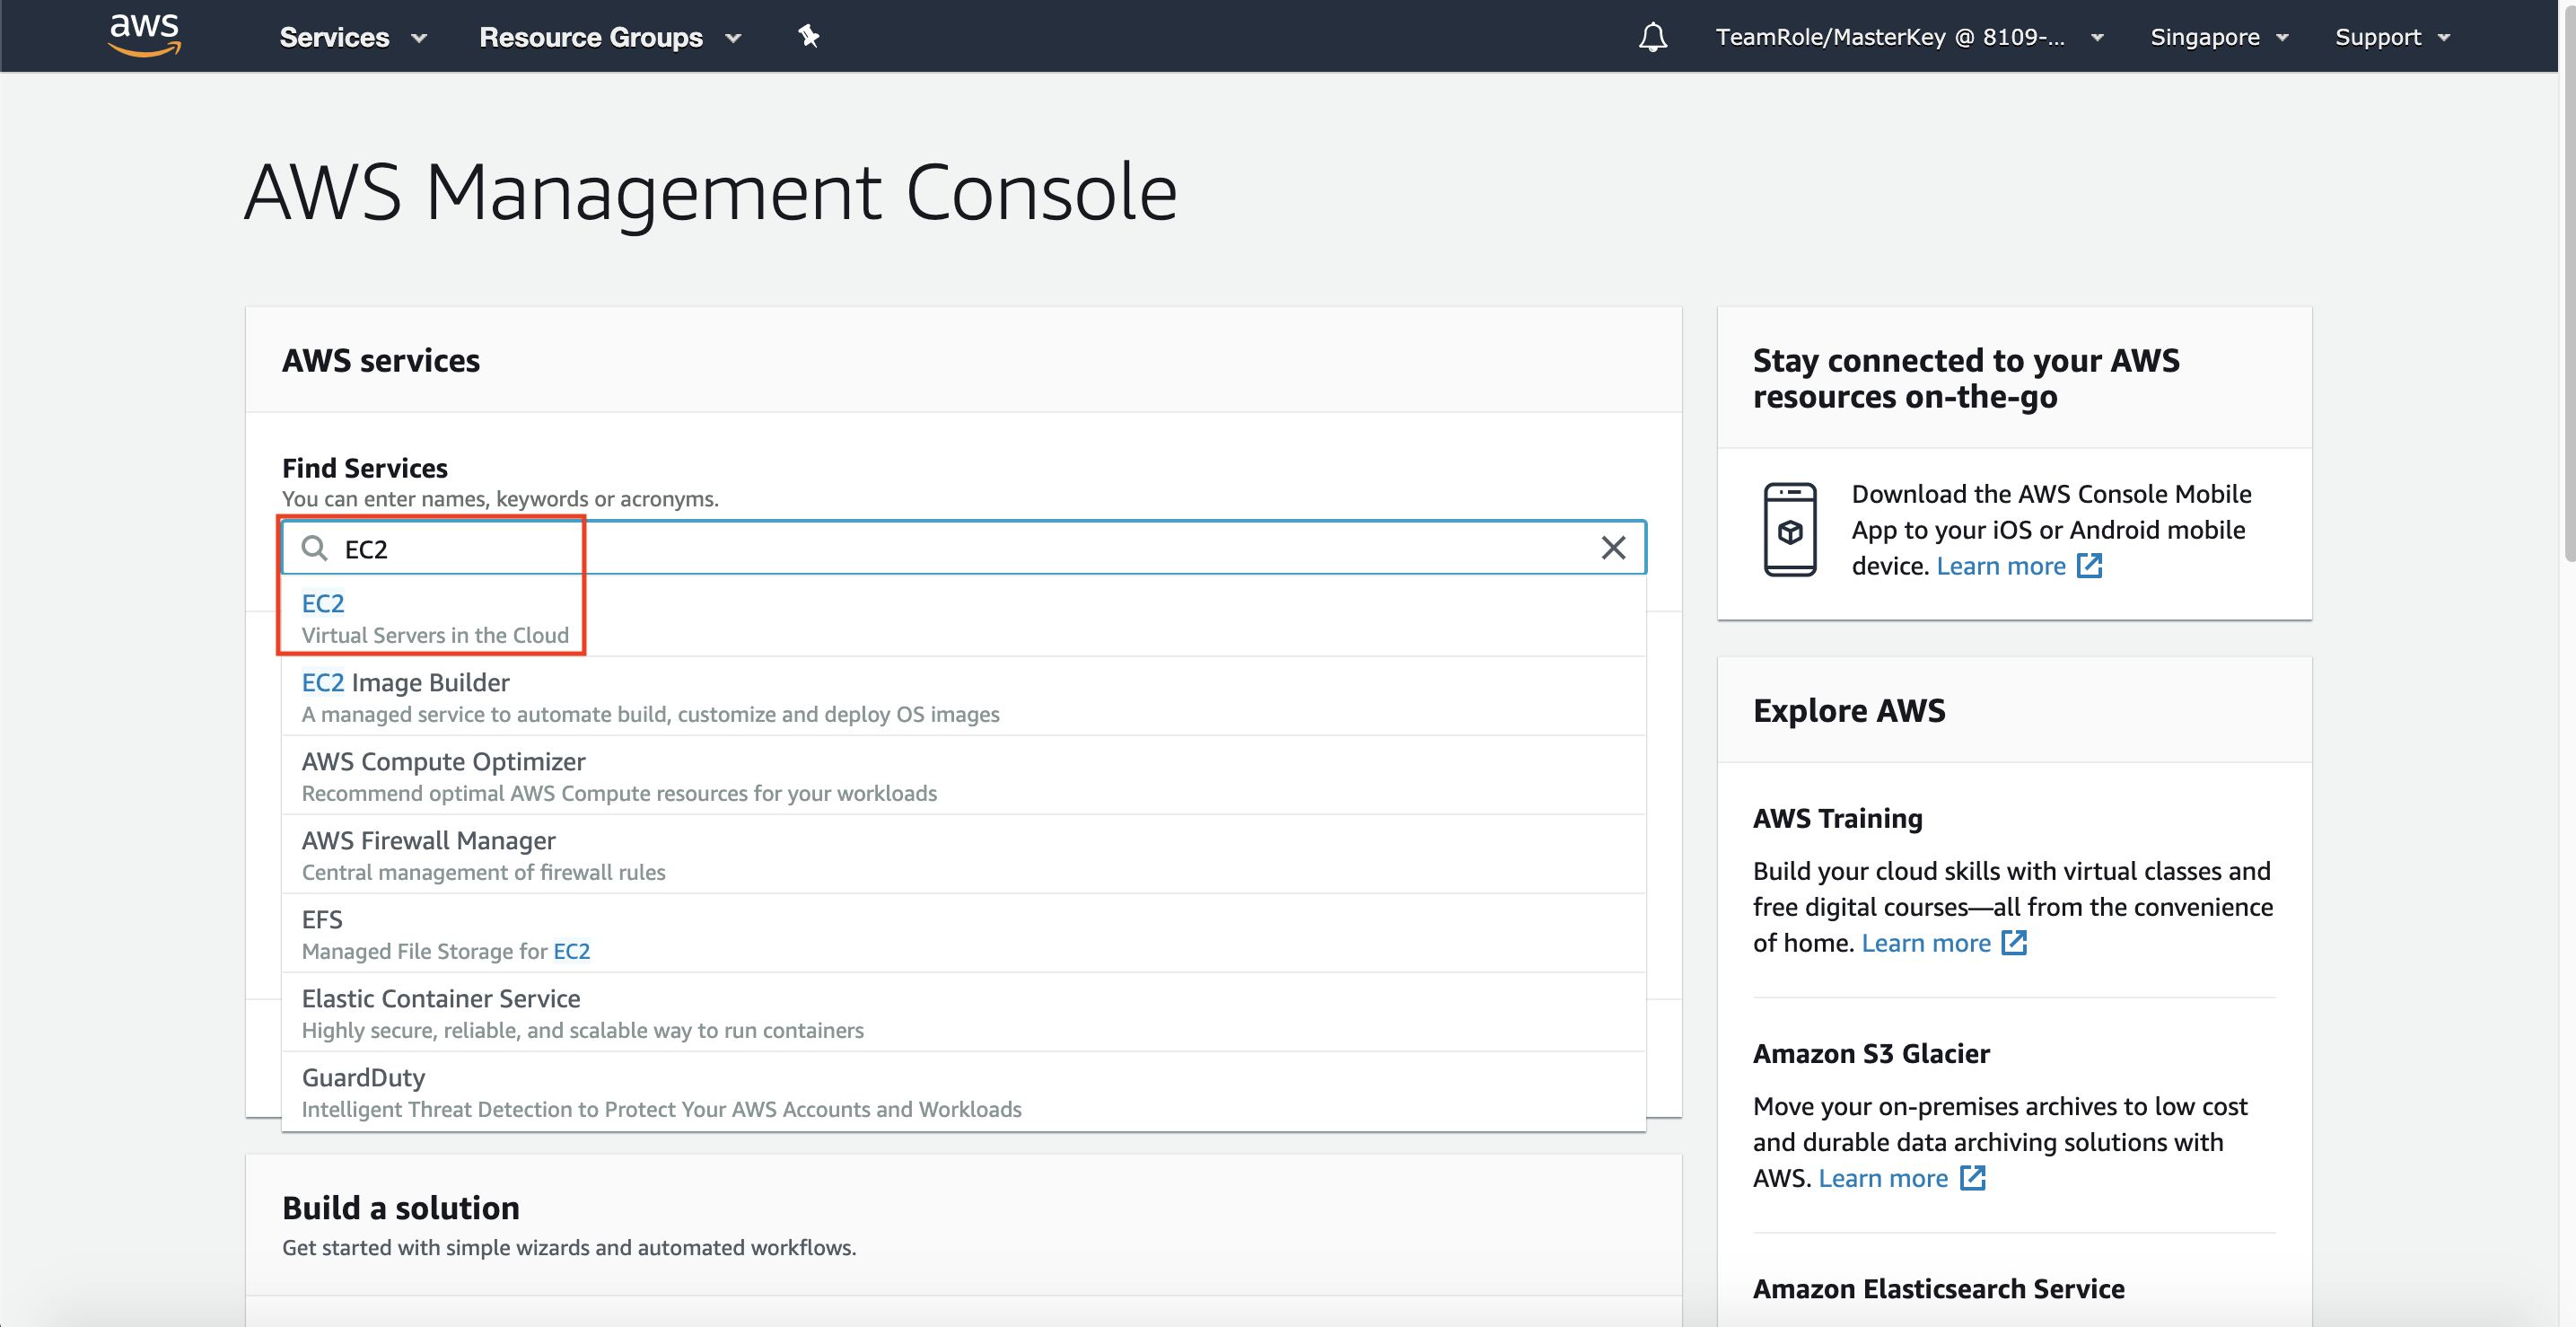 aws
Services
Resource Groups
TeamRole/MasterKey @ 8109-...
Singapore
Support
AWS Management Console
AWS services
Find Services
You can enter names, keywords or acronyms.
EC2
EC2
Virtual Servers in the Cloud
EC2 Image Builder
A managed service to automate build, customize and deploy OS images
AWS Compute Optimizer
Recommend optimal AWS Compute resources for your workloads
AWS Firewall Manager
Central management of firewall rules
EFS
Managed File Storage for EC2
Elastic Container Service
Highly secure, reliable, and scalable way to run containers
GuardDuty
Intelligent Threat Detection to Protect Your AWS Accounts and Workloads
Build a solution
Get started with simple wizards and automated workflows.
Stay connected to your AWS
resources on-the-go
Download the AWS Console Mobile
App to your iOS or Android mobile
device. Learn more
Explore AWS
AWS Training
Build your cloud skills with virtual classes and
free digital courses—all from the convenience
of home. Learn more
Amazon S3 Glacier
Move your on-premises archives to low cost
and durable data archiving solutions with
AWS. Learn more
Amazon Elasticsearch Service